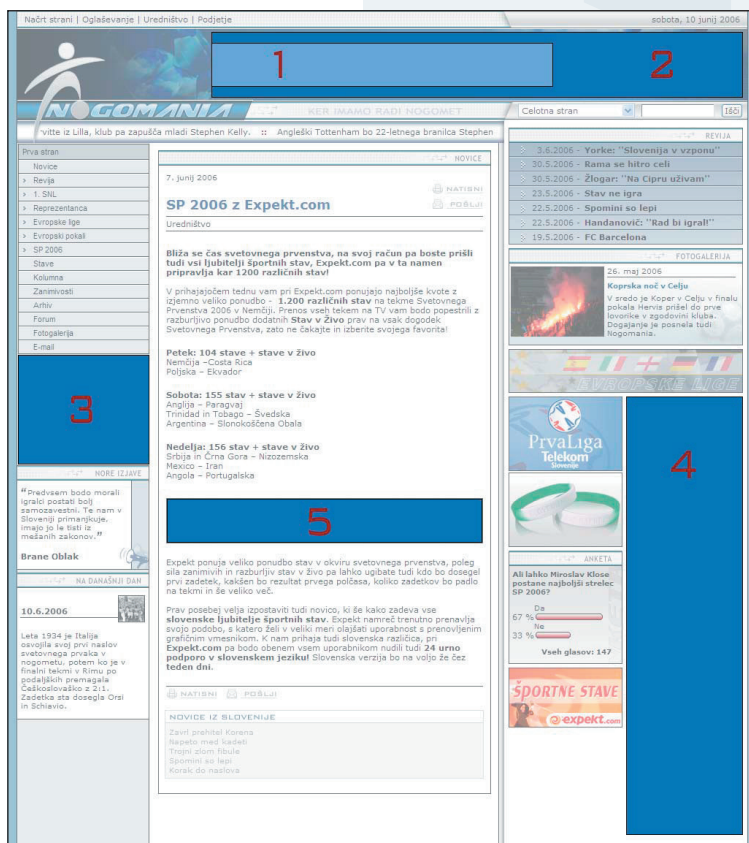 Načrt strani | Oglaševanje | Uredništvo | Podjetje
sobota, 10 junij 2006
1
2
NOGOMANIA
KER IMAMO RADI NOGOMET
Celotna stran
Išči
vite iz Lilla, klub pa zapušča mladi Stephen Kelly. :: Angleški Tottenham bo 22-letnega branilca Stephen
Prva stran
Novice
Revija
1. SNL
Reprezentanca
Evropske lige
Evropski pokali
SP 2006
Stave
Kolumna
Zanimivosti
Arhiv
Forum
Fotogalerija
E-mail
3
NORE IZJAVE
"Predvsem bodo morali
igralci postati bolj
samozavestni. Te nam v
Sloveniji primanjkuje,
imajo jo le tisti iz
mešanih zakonov."
Brane Oblak
NA DANAŠNJI DAN
10.6.2006
Leta 1934 je Italija
osvojila svoj prvi naslov
svetovnega prvaka v
nogometu, potem ko je v
finalni tekmi v Rimu po
podaljških premagala
Češkoslovaško z 2:1.
Zadetka sta dosegla Orsi
in Schiavio.
NOVICE
7. junij 2006
NATISNI
SP 2006 z Expekt.com
POŠLJI
Uredništvo
Bliža se čas svetovnega prvenstva, na svoj račun pa boste prišli
tudi vsi ljubitelji športnih stav, Expekt.com pa v ta namen
pripravlja kar 1200 različnih stav!
V prihajajočem tednu vam pri Expekt.com ponujajo najboljše kvote z
izjemno veliko ponudbo - 1.200 različnih stav na tekme Svetovnega
Prvenstva 2006 v Nemčiji. Prenos vseh tekem na TV vam bodo popestrili z
razburljivo ponudbo dodatnih Stav v Živo prav na vsak dogodek
Svetovnega Prvenstva, zato ne čakajte in izberite svojega favorita!
Petek: 104 stave + stave v živo
Nemčija –Costa Rica
Poljska – Ekvador
Sobota: 155 stav + stave v živo
Anglija – Paragvaj
Trinidad in Tobago – Švedska
Argentina – Slonokoščena Obala
Nedelja: 156 stav + stave v živo
Srbija in Črna Gora – Nizozemska
Mexico – Iran
Angola – Portugalska
5
Expekt ponuja veliko ponudbo stav v okviru svetovnega prvenstva, poleg
sila zanimivih in razburljiv stav v živo pa lahko ugibate tudi kdo bo dosegel
prvi zadetek, kakšen bo rezultat prvega polčasa, koliko zadetkov bo padlo
na tekmi in še veliko več.
Prav posebej velja izpostaviti tudi novico, ki še kako zadeva vse
slovenske ljubitelje športnih stav. Expekt namreč trenutno prenavlja
svojo podobo, s katero želi v veliki meri olajšati uporabnost s prenovljenim
grafičnim vmesnikom. K nam prihaja tudi slovenska različica, pri
Expekt.com pa bodo obenem vsem uporabnikom nudili tudi 24 urno
podporo v slovenskem jeziku! Slovenska verzija bo na voljo že čez
teden dni.
NATISNI POŠLJI
NOVICE IZ SLOVENIJE
Zavrl prehitel Korena
Napeto med kadeti
Trojni zlom fibule
Spomini so lepi
Korak do naslova
REVIJA
3.6.2006 - Yorke: ''Slovenija v vzponu''
30.5.2006 - Rama se hitro celi
30.5.2006 - Žlogar: ''Na Cipru uživam''
23.5.2006 - Stav ne igra
22.5.2006 - Spomini so lepi
22.5.2006 - Handanovič: ''Rad bi igral!''
19.5.2006 - FC Barcelona
FOTOGALERIJA
26. maj 2006
Koprska noč v Celju
V sredo je Koper v Celju v finalu
pokala Hervis prišel do prve
lovorike v zgodovini kluba.
Dogajanje je posnela tudi
Nogomania.
EVROPSKE LIGE
PrvaLiga
Telekom
Slovenije
4
ANKETA
Ali lahko Miroslav Klose
postane najboljši strelec
SP 2006?
Da
67 %
Ne
33 %
Vseh glasov: 147
ŠPORTNE STAVE
expekt.com